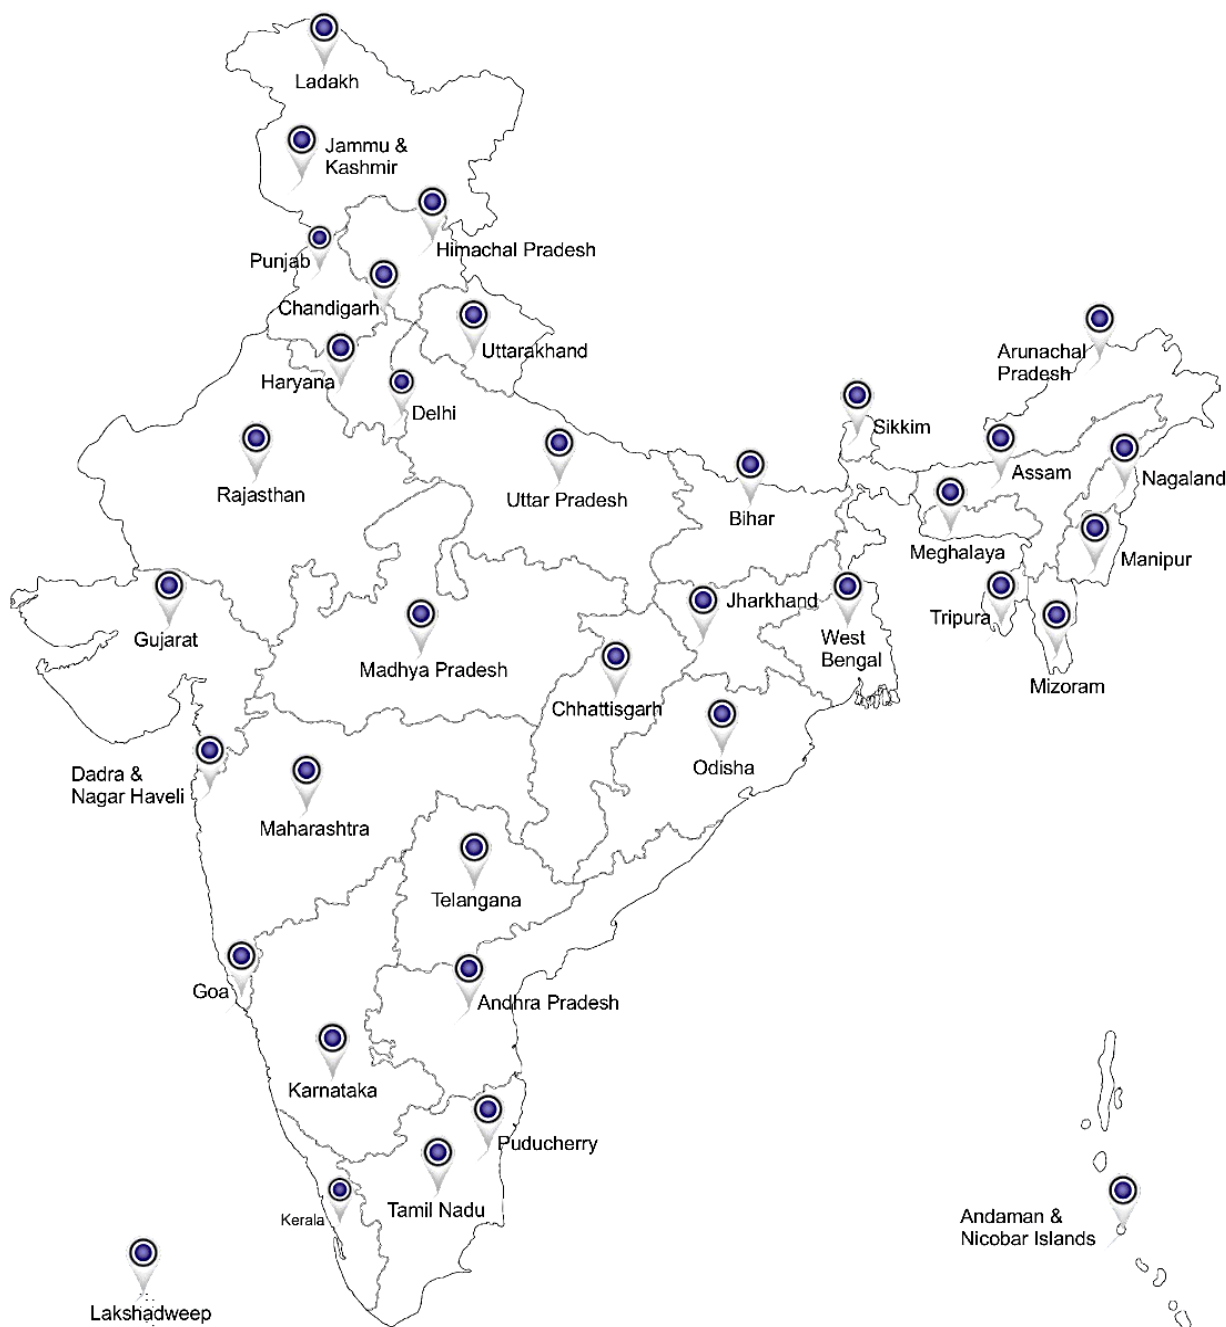 Ladakh
Jammu &
Kashmir
Himachal Pradesh
Punjab
Chandigarh
Uttarakhand
Haryana
Delhi
Arunachal
Pradesh
Sikkim
Rajasthan
Uttar Pradesh
Bihar
Assam
Nagaland
Meghalaya
Manipur
Gujarat
Madhya Pradesh
Jharkhand
West
Bengal
Tripura
Mizoram
Chhattisgarh
Odisha
Dadra &
Nagar Haveli
Maharashtra
Telangana
Goa
Andhra Pradesh
Karnataka
Puducherry
Tamil Nadu
Kerala
Andaman &
Nicobar Islands
Lakshadweep